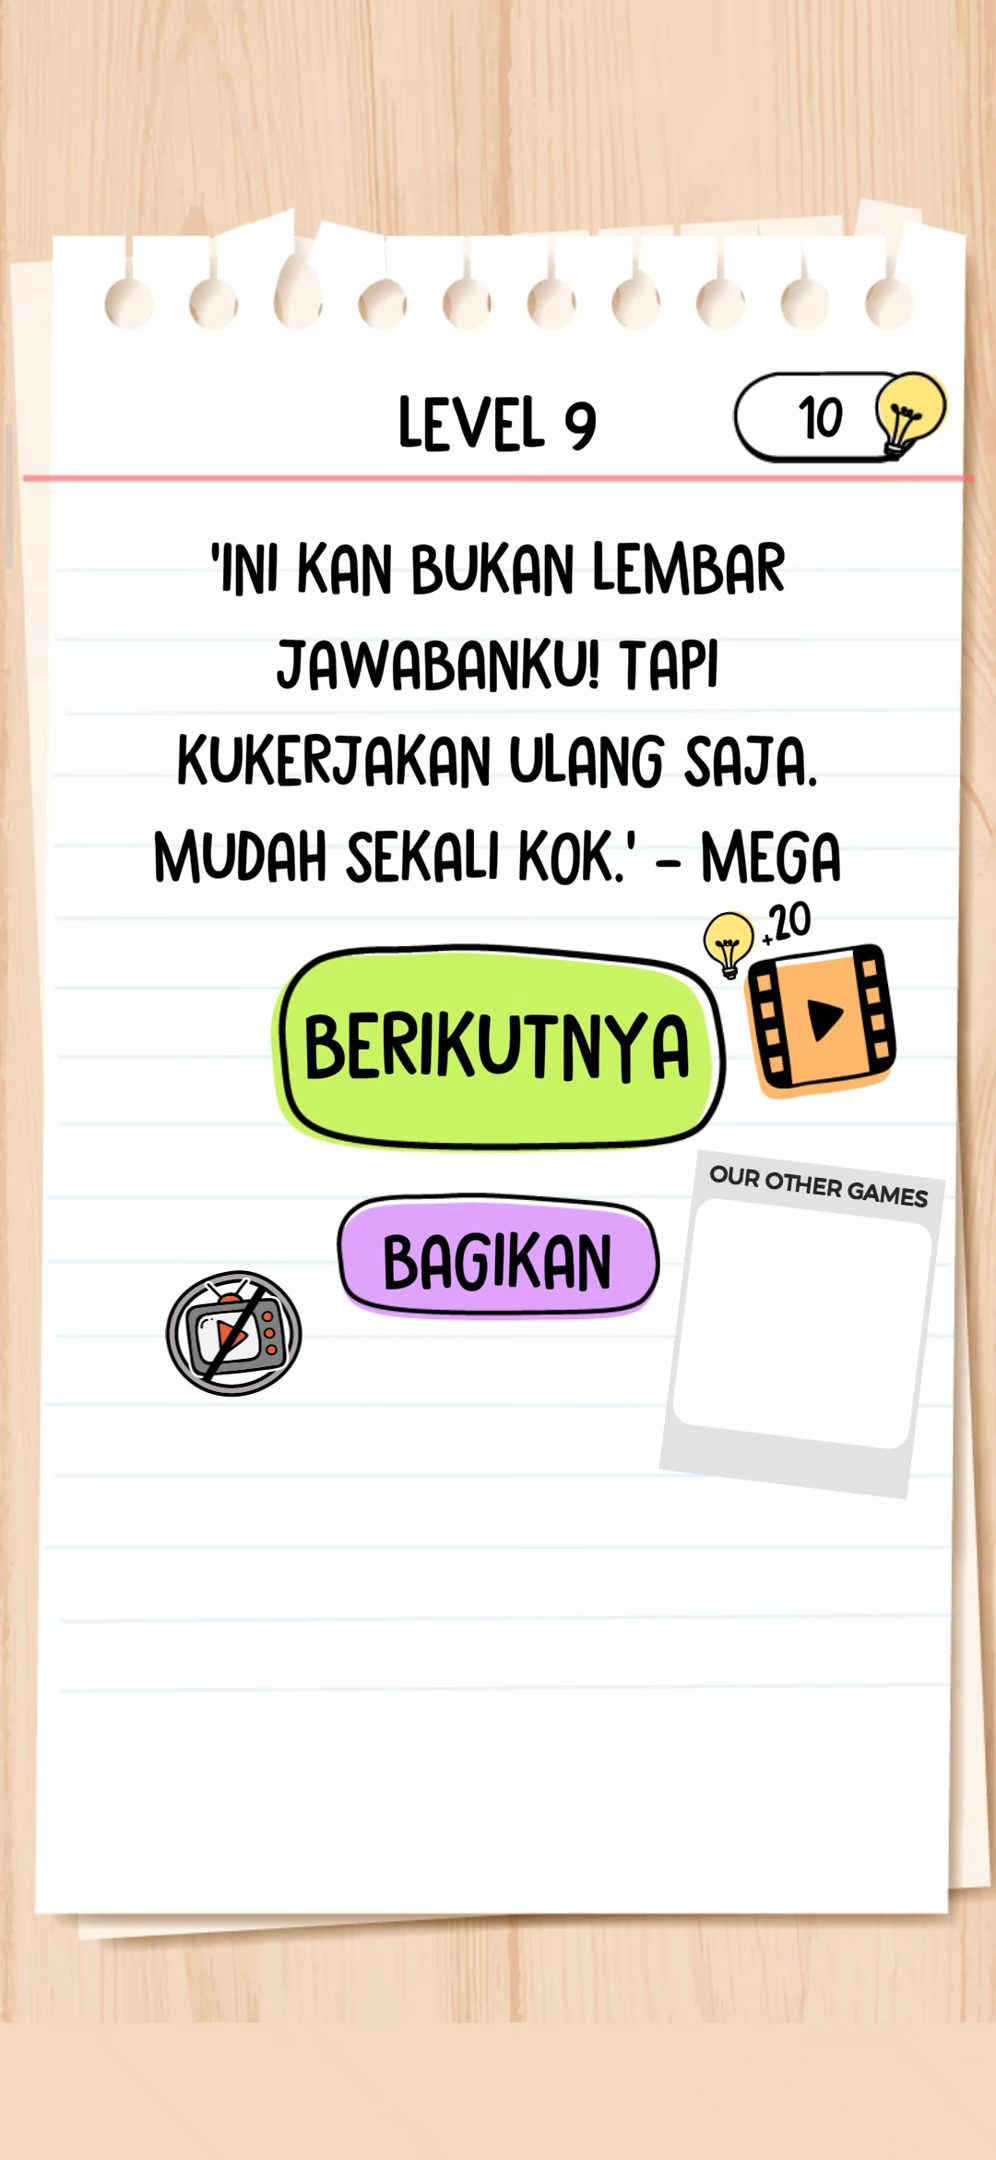 LEVEL 9
10
'INI KAN BUKAN LEMBAR
JAWABANKU! TAPI
KUKERJAKAN ULANG SAJA.
MUDAH SEKALI KOK.' - MEGA
+20
BERIKUTNYA
OUR OTHER GAMES
BAGIKAN